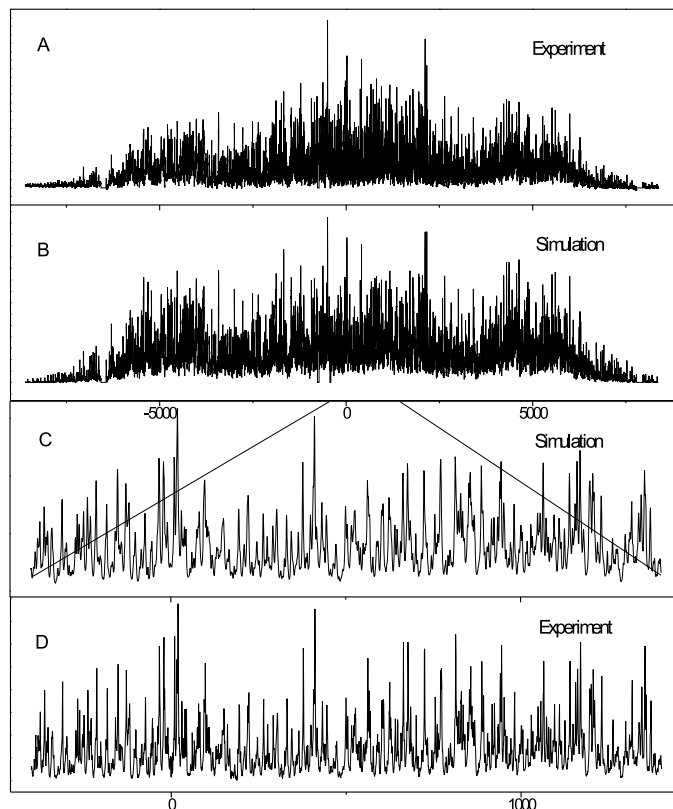 A
Experiment
B
Simulation
-5000 0 5000
C
Simulation
D
Experiment
0 1000